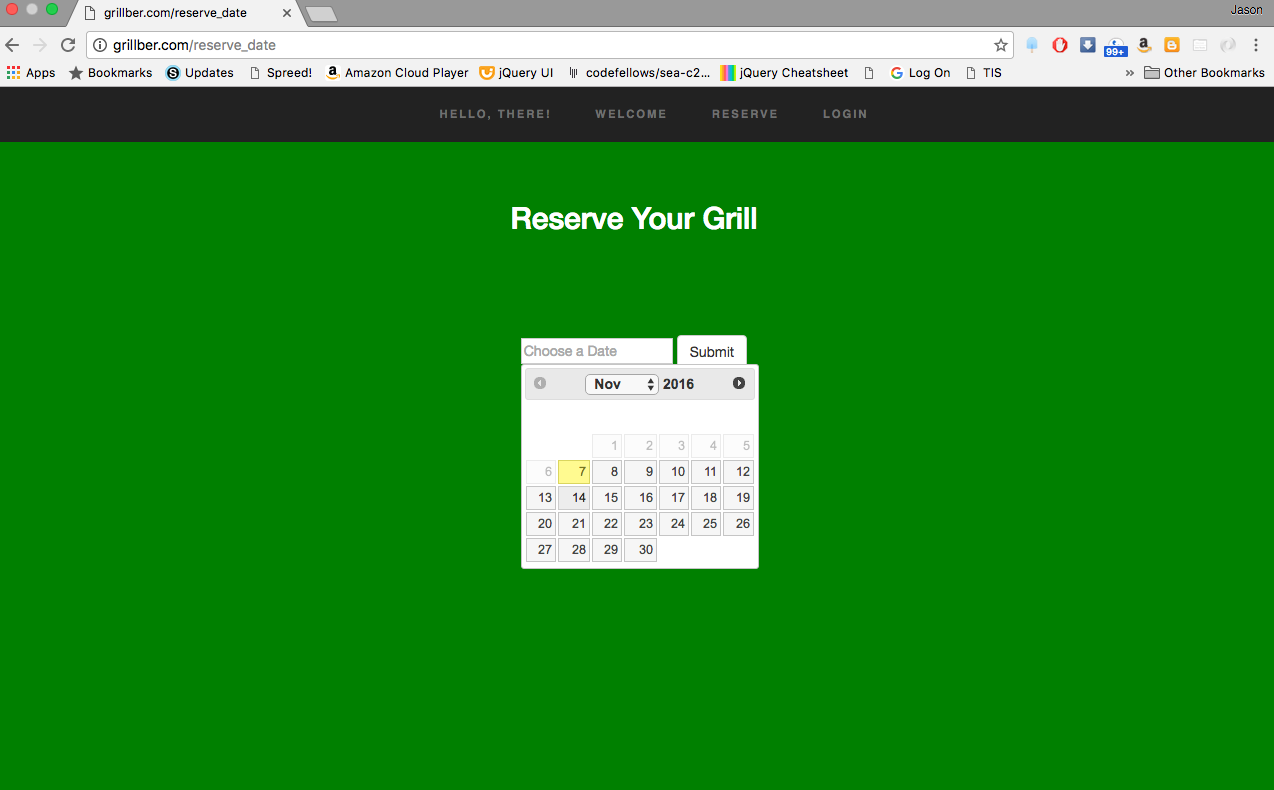 grillber.com/reserve_date
Jason
grillber.com/reserve_date
99+
Apps Bookmarks Updates Spreed! Amazon Cloud Player jQuery UI codefellows/sea-c2... jQuery Cheatsheet Log On TIS » Other Bookmarks
HELLO, THERE! WELCOME RESERVE LOGIN
Reserve Your Grill
Choose a Date Submit
Nov 2016
1 2 3 4 5
6 7 8 9 10 11 12
13 14 15 16 17 18 19
20 21 22 23 24 25 26
27 28 29 30